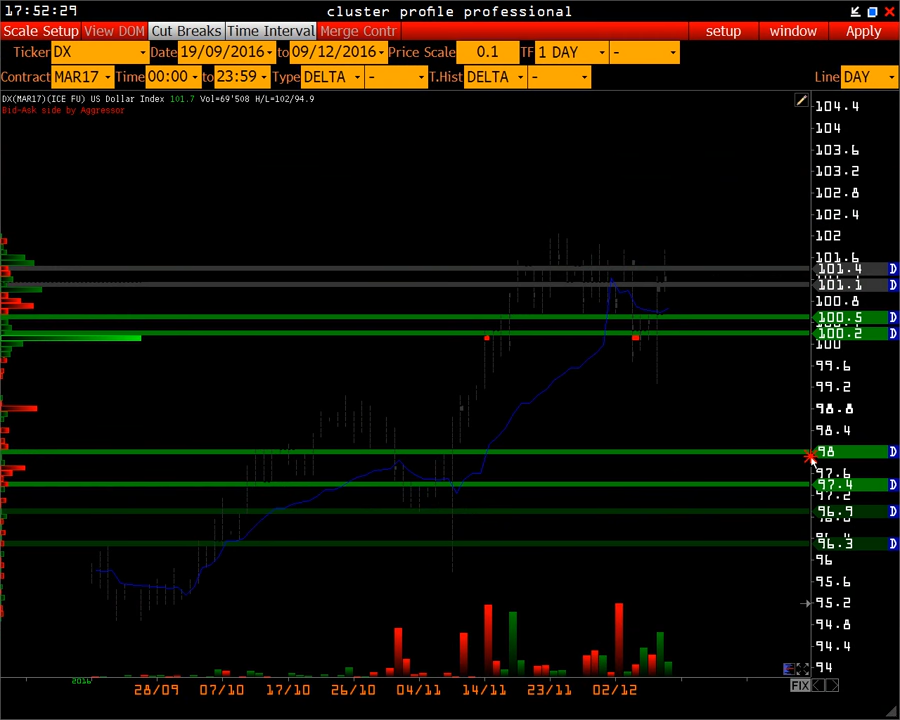 17:52:29 cluster profile professional
Scale Setup View DOM Cut Breaks Time Interval Merge Contr setup window Apply
Ticker DX Date 19/09/2016 to 09/12/2016 Price Scale 0.1 TF 1 DAY -
Contract MAR17 Time 00:00 to 23:59 Type DELTA - T.Hist DELTA - Line DAY
DX(MAR17)(ICE FU) US Dollar Index 101.7 Vol=69'508 H/L=102/94.9
Bid-Ask side by Aggressor
104.4
104
103.6
103.2
102.8
102.4
102
101.6
101.4 D
101.1 D
100.8
100.5 D
100.2 D
100
99.6
99.2
98.8
98.4
98 D
97.6
97.4 D
97.2
96.9 D
96.3 D
96
95.6
95.2
94.8
94.4
94
2016
28/09 07/10 17/10 26/10 04/11 14/11 23/11 02/12
FIX